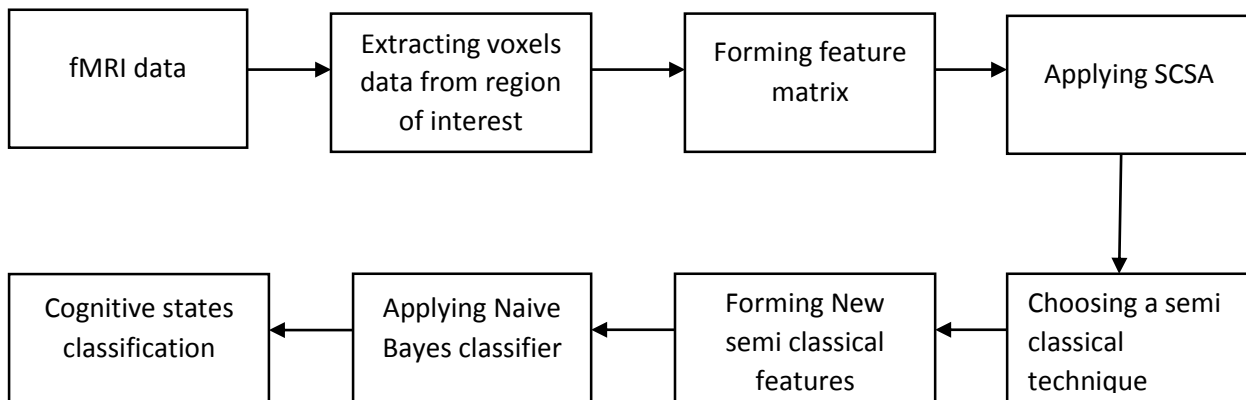 fMRI data
Extracting voxels
data from region
of interest
Forming feature
matrix
Applying SCSA
Choosing a semi
classical
technique
Forming New
semi classical
features
Applying Naive
Bayes classifier
Cognitive states
classification